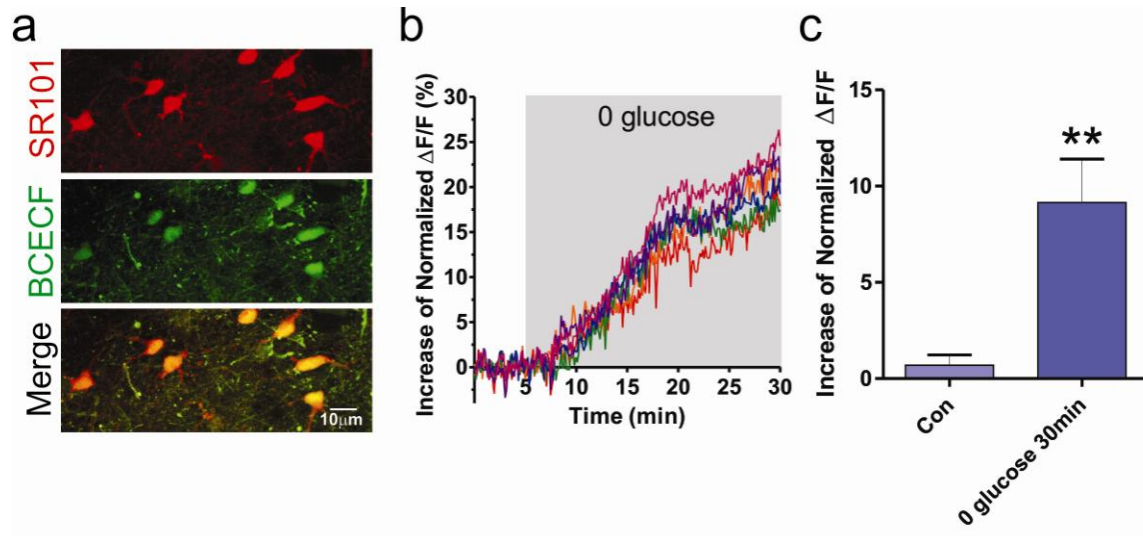 a
SR101
BCECF
Merge
10μm
b
Increase of Normalized ΔF/F (%)
30
25
20
15
10
5
0
0 glucose
5 10 15 20 25 30
Time (min)
c
Increase of Normalized ΔF/F
15
10
5
0
**
Con
0 glucose 30min